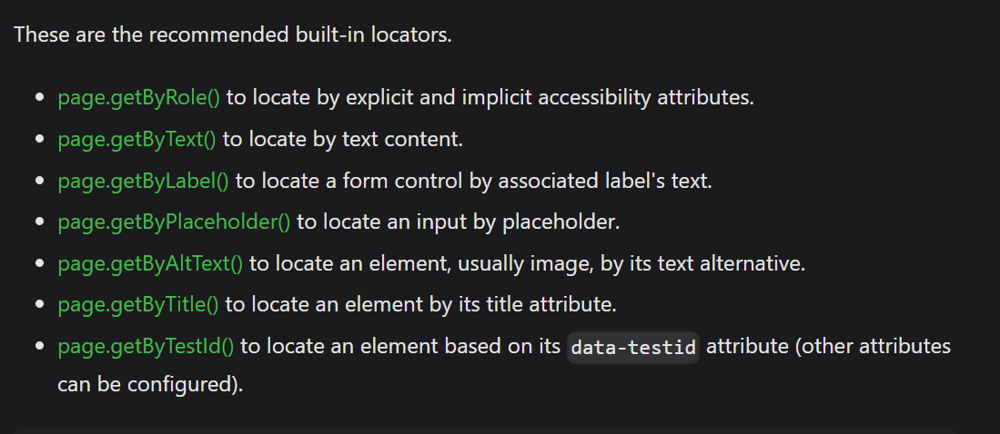 These are the recommended built-in locators.
page.getByRole() to locate by explicit and implicit accessibility attributes.
page.getByText() to locate by text content.
page.getByLabel() to locate a form control by associated label's text.
page.getByPlaceholder() to locate an input by placeholder.
page.getByAltText() to locate an element, usually image, by its text alternative.
page.getByTitle() to locate an element by its title attribute.
page.getByTestId() to locate an element based on its data-testid attribute (other attributes
can be configured).